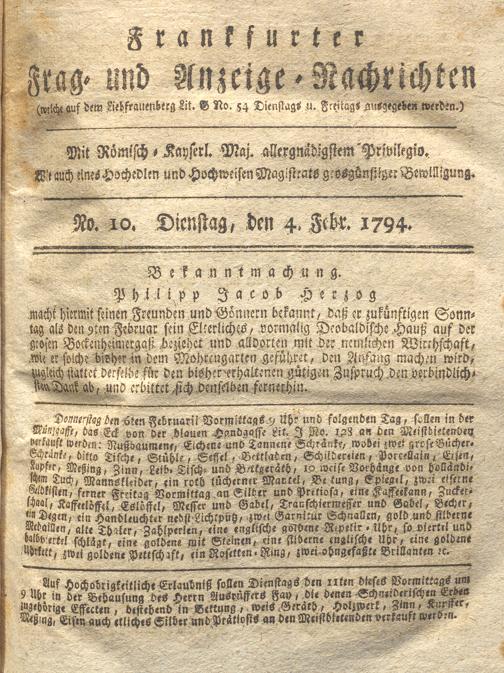 Frankfurter
Frag- und Anzeige-Nachrichten
(welche auf dem Liebfrauenberg Lit. G No. 54 Dienstags u. Freitags ausgegeben werden.)
Mit Römisch-Kayserl. Maj. allergnädigstem Privilegio.
Wie auch eines Hochedlen und Hochweisen Magistrats grosgünstiger Bewilligung.
No. 10. Dienstag, den 4. Febr. 1794.
Bekanntmachung.
Philipp Jacob Herzog
macht hiermit seinen Freunden und Gönnern bekannt, daß er zukünftigen Sonn-
tag als den 9ten Februar sein Elterliches, vormalig Deobaldische Hauß auf der
grosen Bockenheimergaß beziehet und alldorten mit der nemlichen Wirthschaft,
wie er solche bisher in dem Mohrengarten geführet, den Anfang machen wird,
zugleich stattet derselbe für den bisher erhaltenen gütigen Zuspruch den verbindlich-
sten Dank ab, und erbittet sich denselben fernerhin.
Donnerstag den 6ten Februarii Vormittags 9 Uhr und folgenden Tag, sollen in der
Münzgasse, das Eck von der blauen Handgasse Lit. J No. 128 an den Meistbietenden
verkauft werden: Nußbaumene, Eichene und Tannene Schränke, wobei zwei grose Bücher-
Schränke, ditto Tische, Stühle, Sessel, Bettladen, Schildereien, Porcellain, Eisen,
Kupfer, Meßing, Zinn, Leib- Tisch- und Bettgeräth, 10 weise Vorhänge von holländi-
schem Tuch, Mannskleider, ein roth tücherner Mantel, Bettung, Spiegel, zwei eiserne
Geldkisten, ferner Freitag Vormittag an Silber und Pretiosa, eine Kaffeekann, Zucker-
schaal, Kaffelöffel, Eslöffel, Messer und Gabel, Transchiermesser und Gabel, Becher,
ein Degen, ein Handleuchter nebst Lichtputz, zwei Garnitur Schnallen, gold und silberne
Medaillen, alte Thaler, Zahlperlen, eine englische goldene Repetir-Uhr, so viertel und
halbviertel schlägt, eine goldene mit Steinen, eine silberne englische Uhr, eine goldene
Uhrkett, zwei goldene Pettschaft, ein Rosetten-Ring, zwei ohngefaßte Brillanten ꝛc.
Auf Hochobrigkeitliche Erlaubniß sollen Dienstags den 11ten dieses Vormittags um
9 Uhr in der Behausung des Herrn Ausrüffers Fay, die denen Schneiderischen Erben
zugehörige Effecten, bestehend in Bettung, weis Geräth, Holzwerk, Zinn, Kupffer,
Meßing, Eisen auch etliches Silber und Prätiosis an den Meistbietenden verkauft werden.